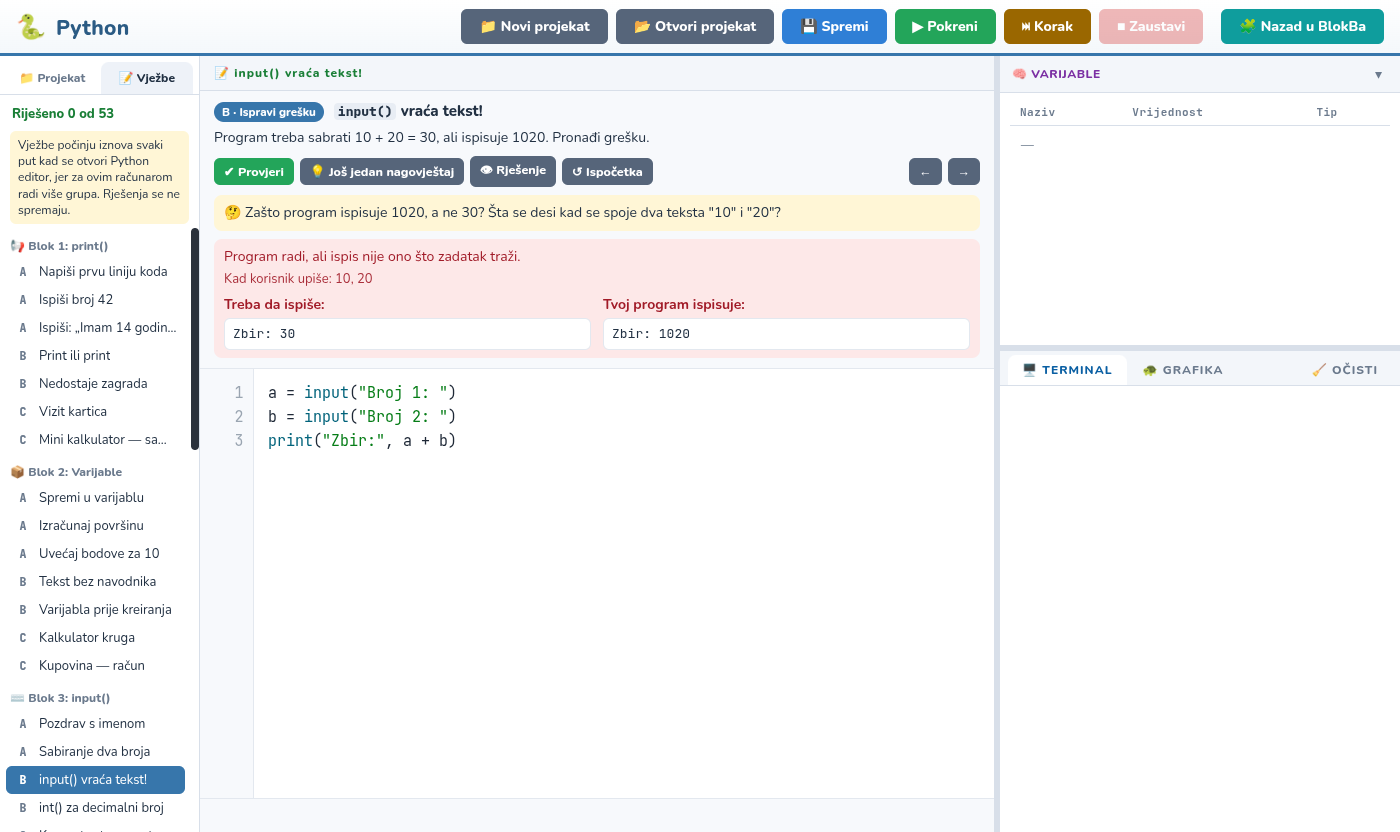 Python
Novi projekat
Otvori projekat
Spremi
Pokreni
Korak
Zaustavi
Nazad u BlokBa
Projekat
Vježbe
Riješeno 0 od 53
Vježbe počinju iznova svaki
put kad se otvori Python
editor, jer za ovim računarom
radi više grupa. Rješenja se ne
spremaju.
Blok 1: print()
A Napiši prvu liniju koda
A Ispiši broj 42
A Ispiši: „Imam 14 godin...
B Print ili print
B Nedostaje zagrada
C Vizit kartica
C Mini kalkulator — sa...
Blok 2: Varijable
A Spremi u varijablu
A Izračunaj površinu
A Uvećaj bodove za 10
B Tekst bez navodnika
B Varijabla prije kreiranja
C Kalkulator kruga
C Kupovina — račun
Blok 3: input()
A Pozdrav s imenom
A Sabiranje dva broja
B input() vraća tekst!
B int() za decimalni broj
input() vraća tekst!
B · Ispravi grešku input() vraća tekst!
Program treba sabrati 10 + 20 = 30, ali ispisuje 1020. Pronađi grešku.
✔ Provjeri
Još jedan nagovještaj
Rješenje
↺ Ispočetka
←
→
Zašto program ispisuje 1020, a ne 30? Šta se desi kad se spoje dva teksta "10" i "20"?
Program radi, ali ispis nije ono što zadatak traži.
Kad korisnik upiše: 10, 20
Treba da ispiše:
Zbir: 30
Tvoj program ispisuje:
Zbir: 1020
1 a = input("Broj 1: ")
2 b = input("Broj 2: ")
3 print("Zbir:", a + b)
VARIJABLE
Naziv Vrijednost Tip
—
TERMINAL
GRAFIKA
OČISTI